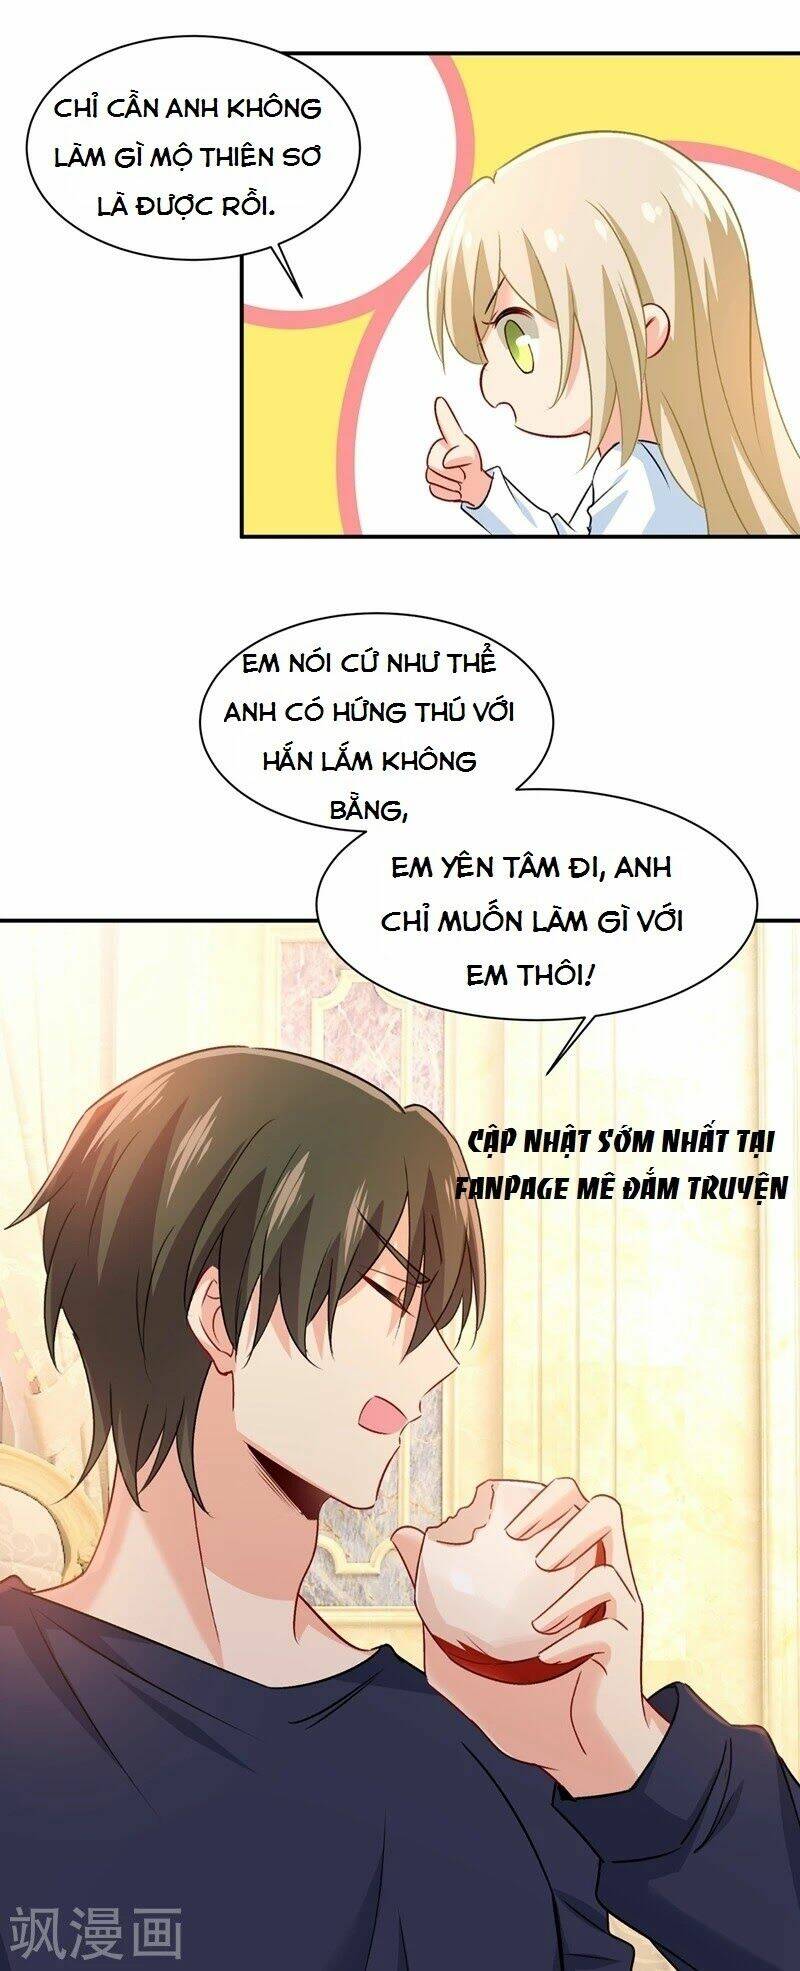 CHỈ CẦN ANH KHÔNG
LÀM GÌ MỘ THIÊN SƠ
LÀ ĐƯỢC RỒI.
EM NÓI CỨ NHƯ THỂ
ANH CÓ HỨNG THÚ VỚI
HẮN LẮM KHÔNG
BẰNG,
EM YÊN TÂM ĐI, ANH
CHỈ MUỐN LÀM GÌ VỚI
EM THÔI!
CẬP NHẬT SỚM NHẤT TẠI
FANPAGE MÊ ĐẮM TRUYỆN
飒漫画